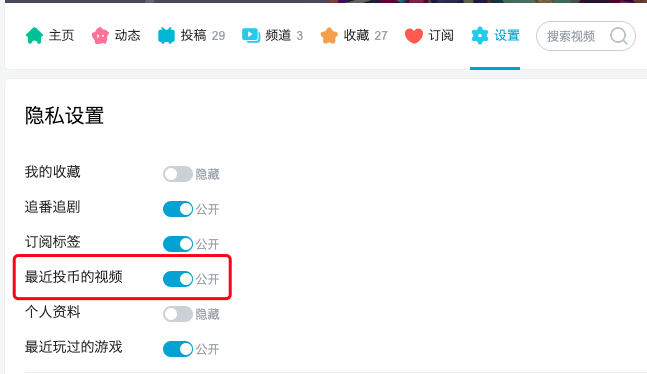 主页 动态 投稿 29 频道 3 收藏 27 订阅 设置 搜索视频
隐私设置
我的收藏 隐藏
追番追剧 公开
订阅标签 公开
最近投币的视频 公开
个人资料 隐藏
最近玩过的游戏 公开